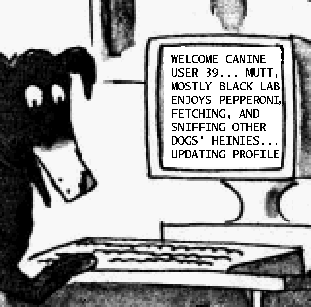 WELCOME CANINE
USER 39... MUTT,
MOSTLY BLACK LAB
ENJOYS PEPPERONI,
FETCHING, AND
SNIFFING OTHER
DOGS' HEINIES...
UPDATING PROFILE